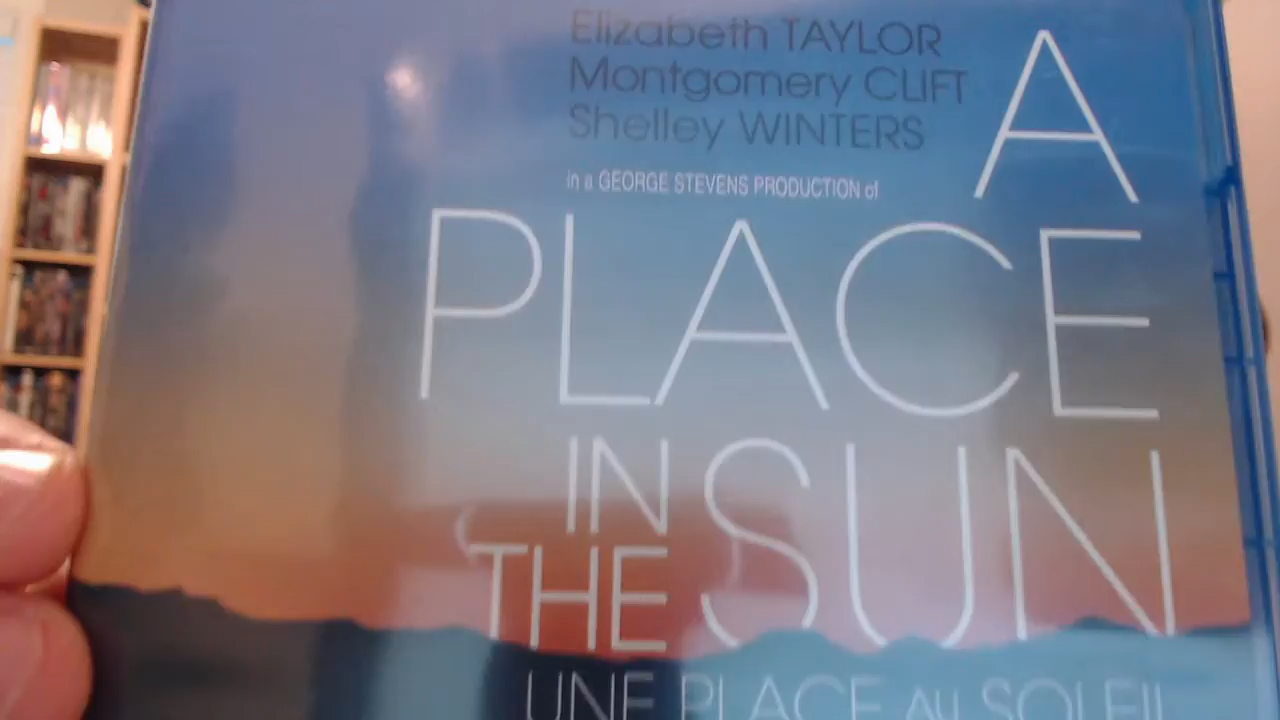 Elizabeth TAYLOR
Montgomery CLIFT
Shelley WINTERS
in a GEORGE STEVENS PRODUCTION of
A
PLACE
IN
THE SUN
UNE PLACE AU SOLEIL